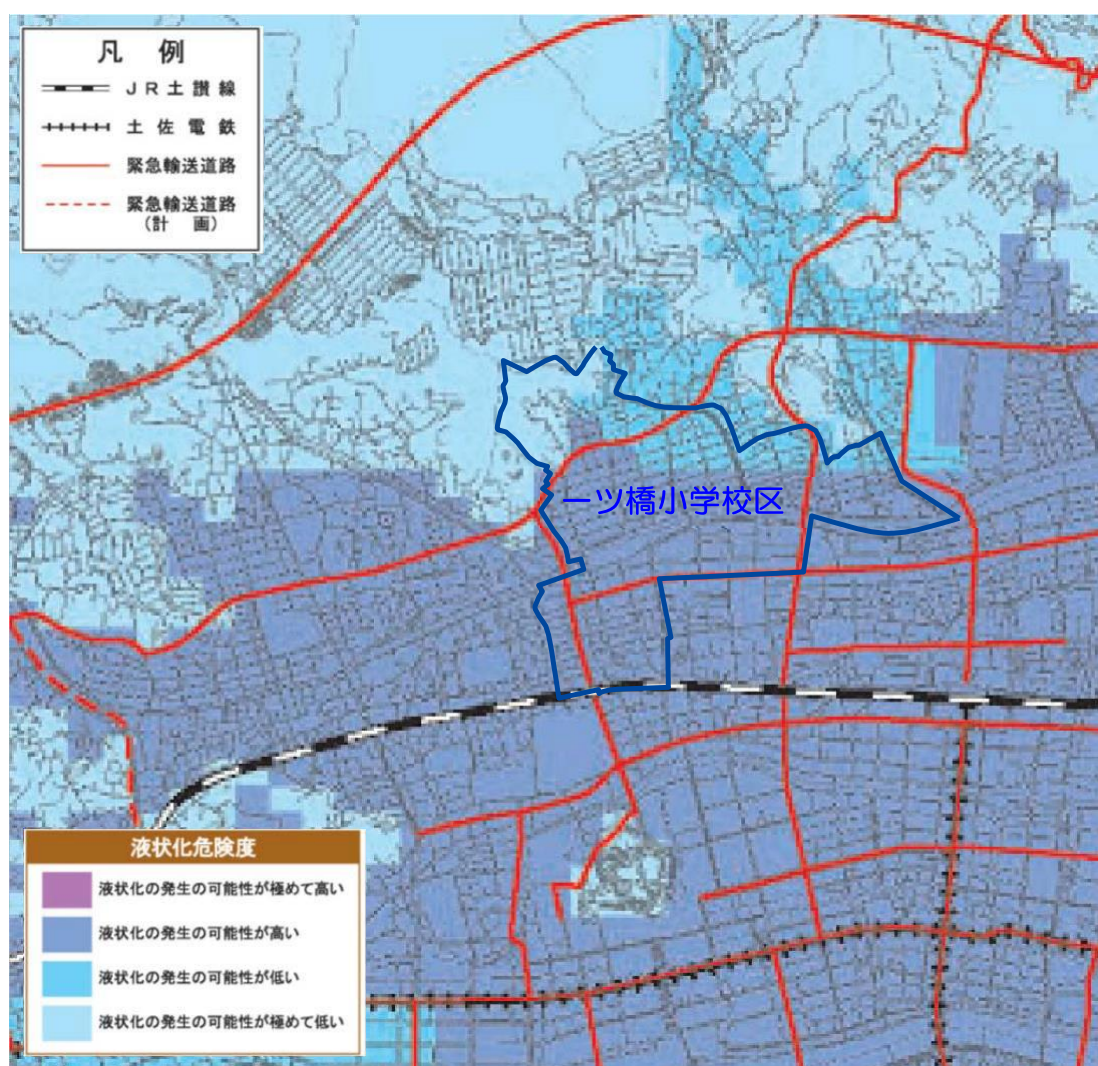 凡 例
JR土讃線
土佐電鉄
緊急輸送道路
緊急輸送道路
(計 画)
一ツ橋小学校区
液状化危険度
液状化の発生の可能性が極めて高い
液状化の発生の可能性が高い
液状化の発生の可能性が低い
液状化の発生の可能性が極めて低い